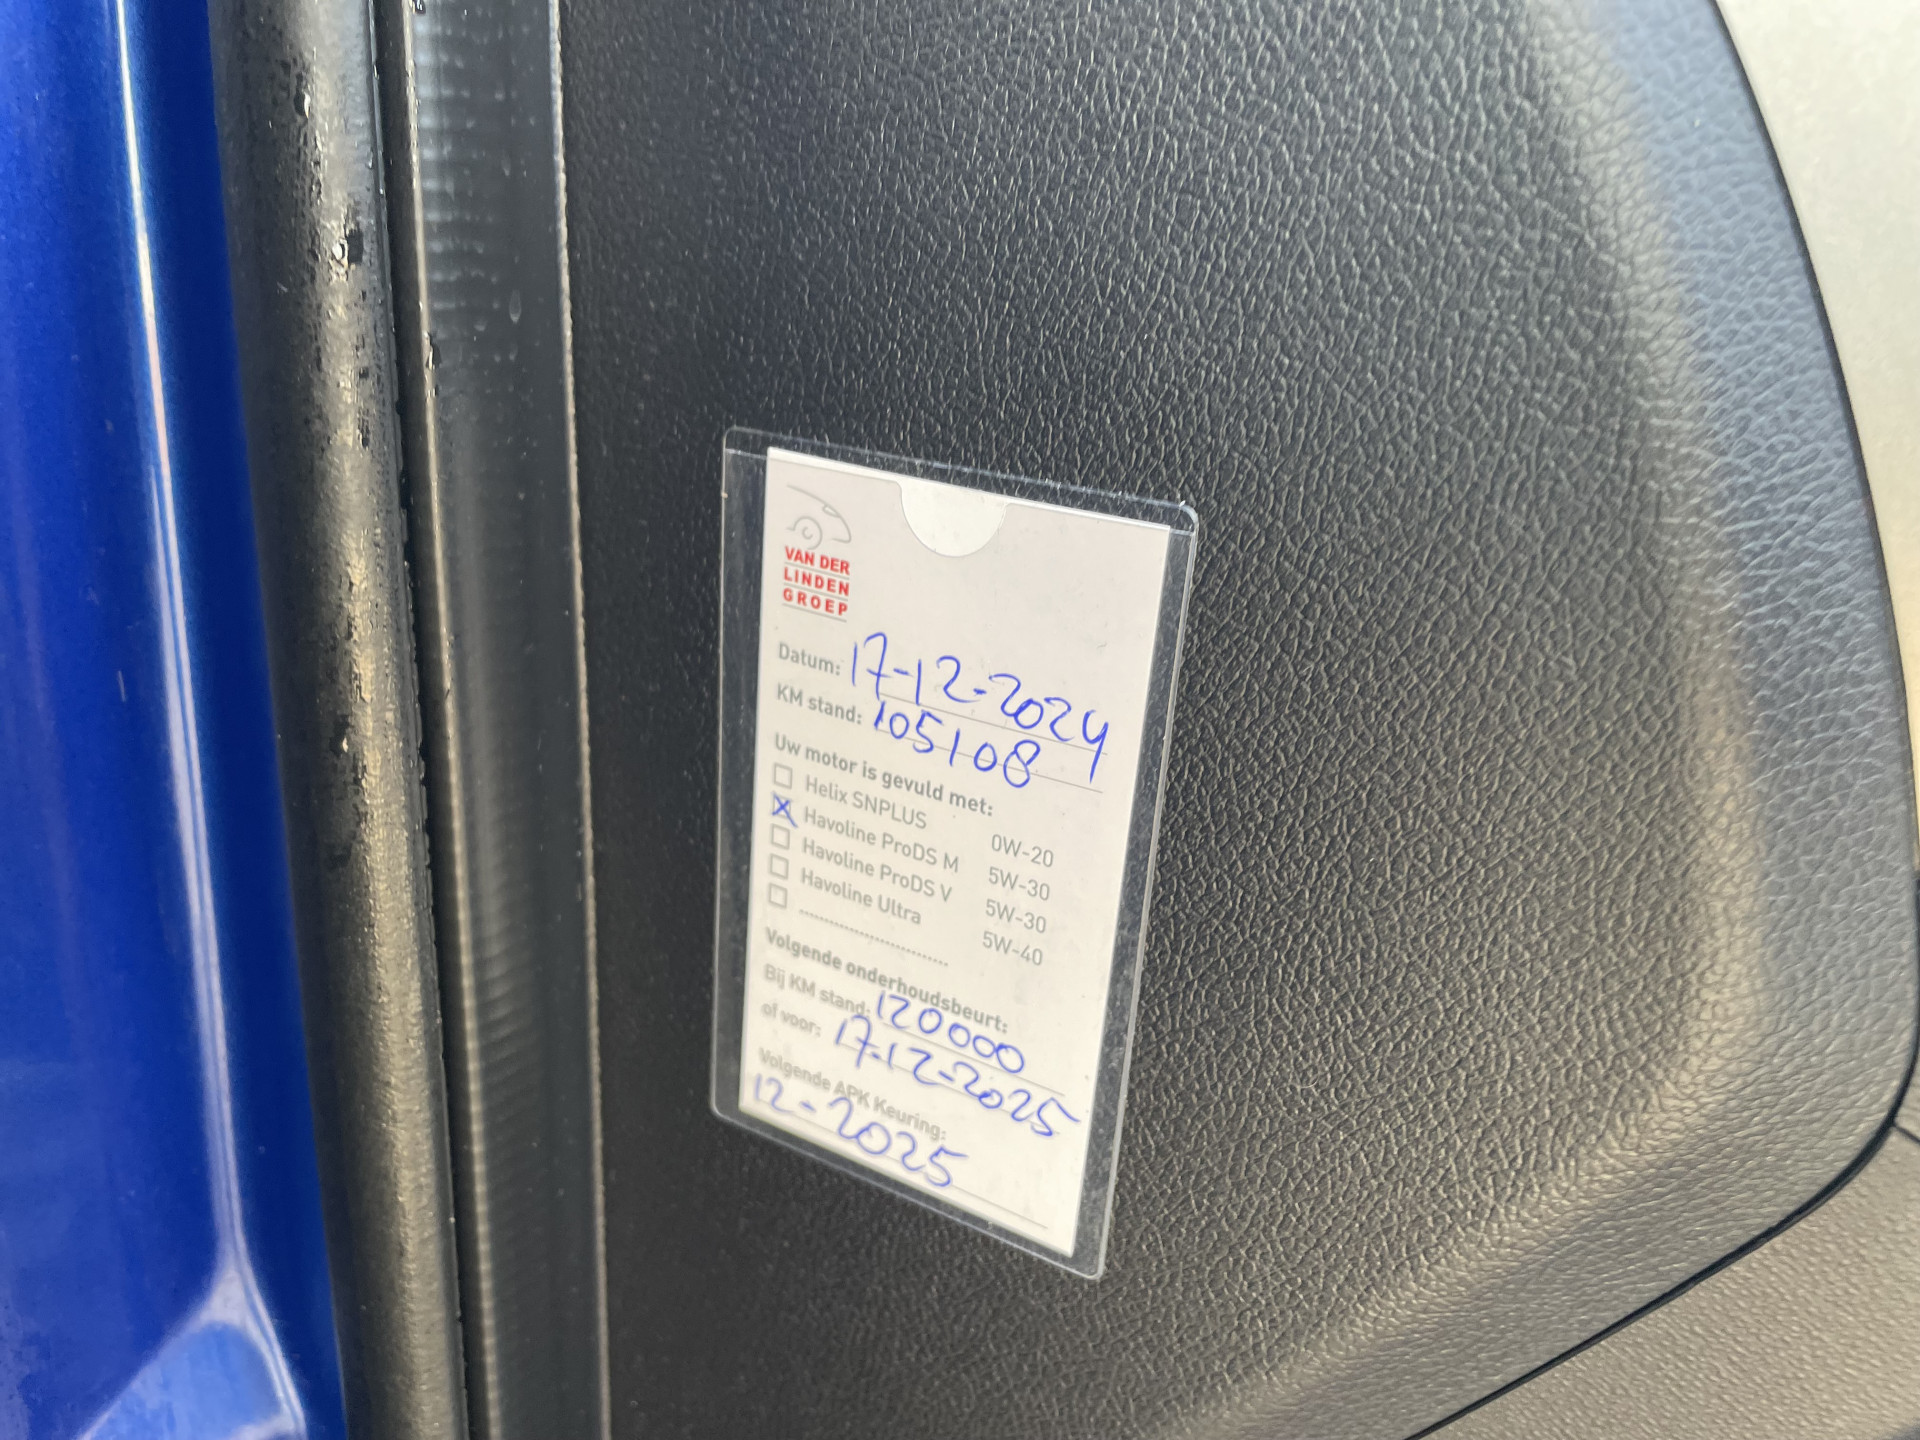 VAN DER
LINDEN
GROEP
Datum: 17-12-2024
KM stand: 105108
Uw motor is gevuld met:
Helix SNPLUS 0W-20
Havoline ProDS M 5W-30
Havoline ProDS V 5W-30
Havoline Ultra 5W-40
Volgende onderhoudsbeurt:
Bij KM stand: 120000
of voor: 17-12-2025
Volgende APK Keuring:
12-2025